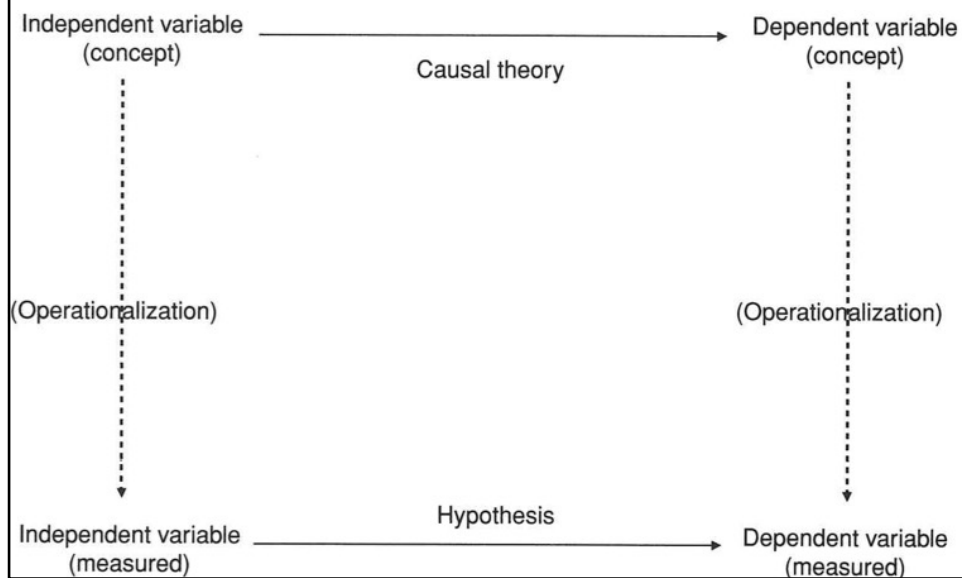 Independent variable
(concept)
Causal theory
Dependent variable
(concept)
(Operationalization)
(Operationalization)
Independent variable
(measured)
Hypothesis
Dependent variable
(measured)